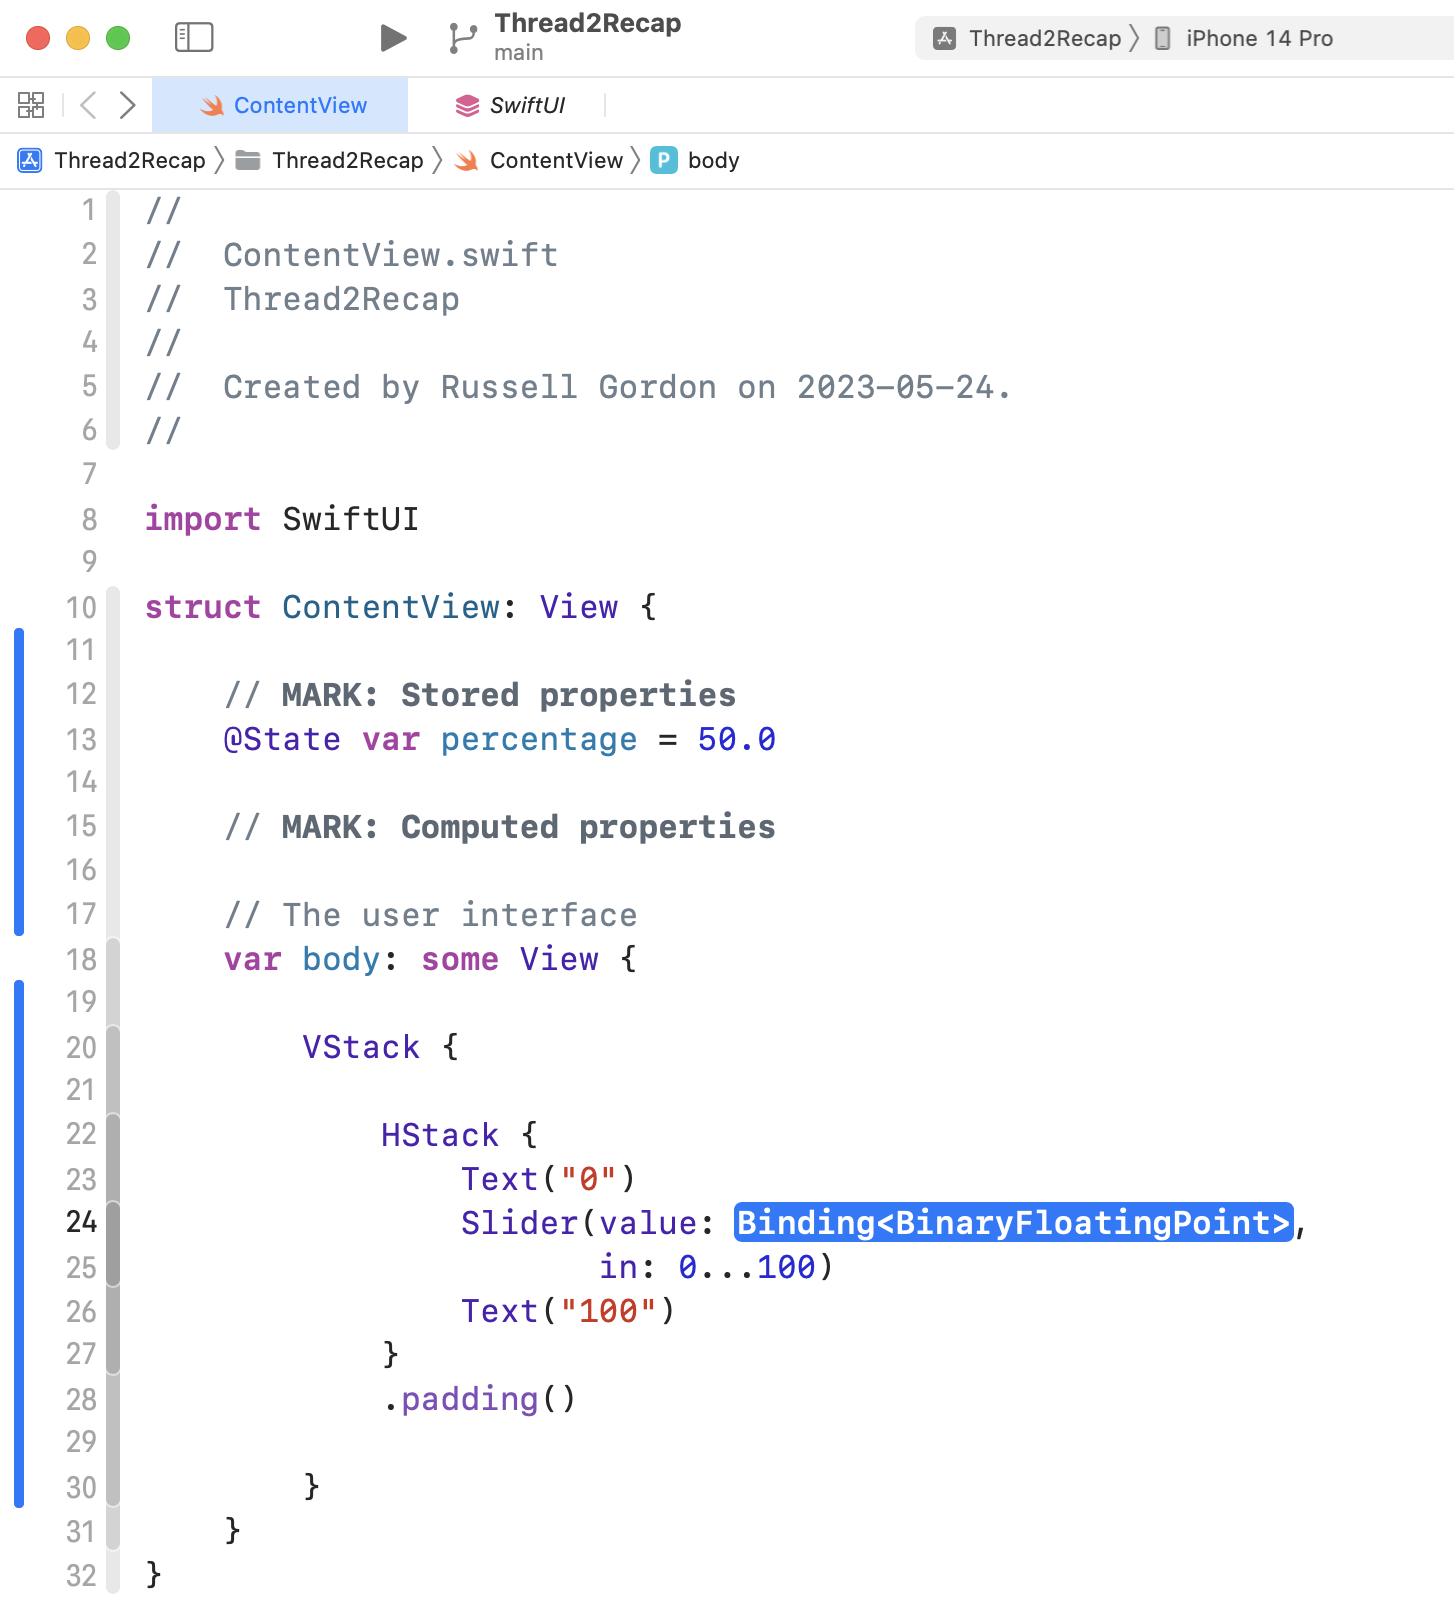 Thread2Recap
main
Thread2Recap iPhone 14 Pro
ContentView SwiftUI
Thread2Recap Thread2Recap ContentView P body
1 //
2 //  ContentView.swift
3 //  Thread2Recap
4 //
5 //  Created by Russell Gordon on 2023-05-24.
6 //
7
8 import SwiftUI
9
10 struct ContentView: View {
11
12     // MARK: Stored properties
13     @State var percentage = 50.0
14
15     // MARK: Computed properties
16
17     // The user interface
18     var body: some View {
19
20         VStack {
21
22             HStack {
23                 Text("0")
24                 Slider(value: Binding<BinaryFloatingPoint>,
25                        in: 0...100)
26                 Text("100")
27             }
28             .padding()
29
30         }
31     }
32 }